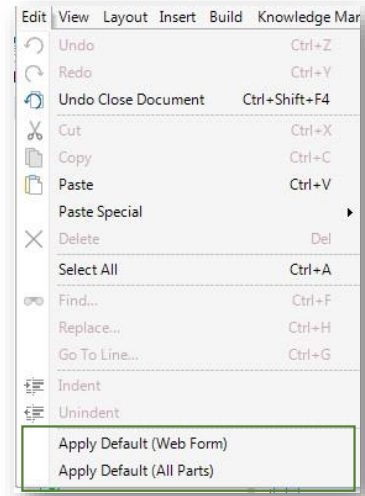 Edit View Layout Insert Build Knowledge Mar
Undo Ctrl+Z
Redo Ctrl+Y
Undo Close Document Ctrl+Shift+F4
Cut Ctrl+X
Copy Ctrl+C
Paste Ctrl+V
Paste Special
Delete Del
Select All Ctrl+A
Find... Ctrl+F
Replace... Ctrl+H
Go To Line... Ctrl+G
Indent
Unindent
Apply Default (Web Form)
Apply Default (All Parts)